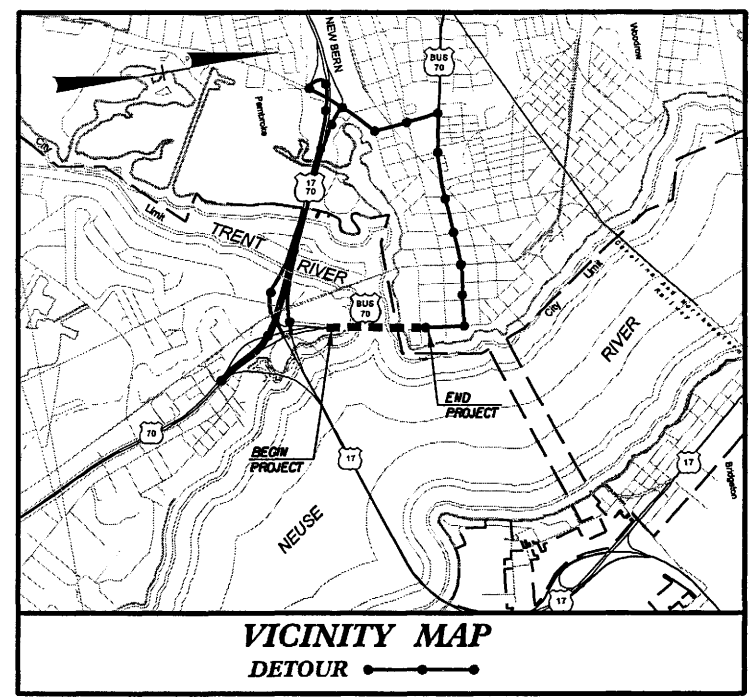 NEW BERN
BUS
70
Woodrow
Pembroke
City
17
70
Limit
TRENT
RIVER
BUS
70
City
Limit
RIVER
END
PROJECT
70
BEGIN
PROJECT
17
17
Bridgeton
NEUSE
17
VICINITY MAP
DETOUR